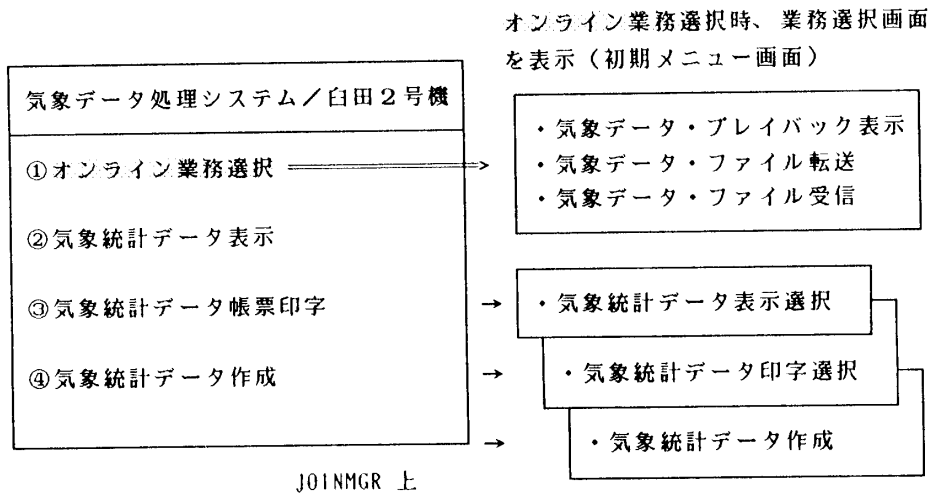 オンライン業務選択時、業務選択画面
を表示(初期メニュー画面)
気象データ処理システム/臼田2号機
①オンライン業務選択
②気象統計データ表示
③気象統計データ帳票印字
④気象統計データ作成
・気象データ・プレイバック表示
・気象データ・ファイル転送
・気象データ・ファイル受信
・気象統計データ表示選択
・気象統計データ印字選択
・気象統計データ作成
JOINMGR 上